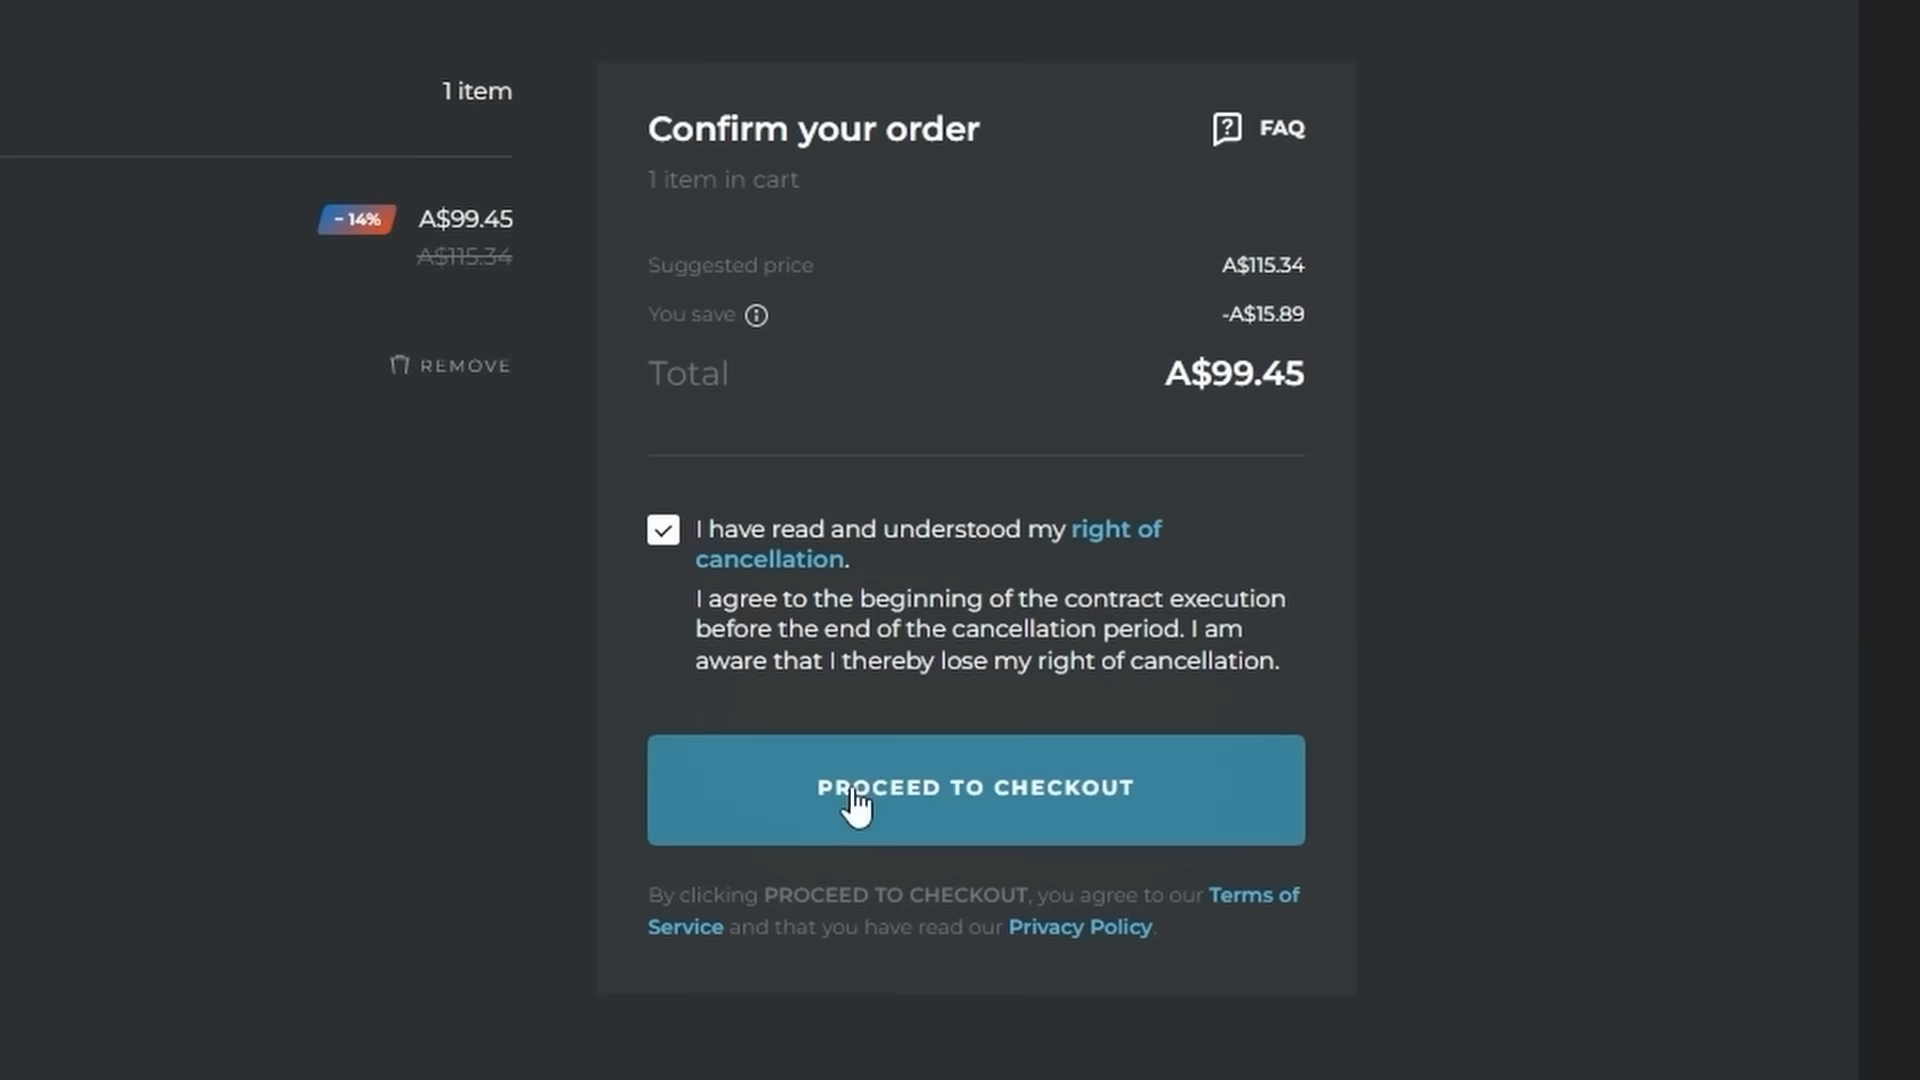 1 item
- 14% A$99.45
A$115.34
REMOVE
Confirm your order
FAQ
1 item in cart
Suggested price A$115.34
You save -A$15.89
Total A$99.45
I have read and understood my right of
cancellation.
I agree to the beginning of the contract execution
before the end of the cancellation period. I am
aware that I thereby lose my right of cancellation.
PROCEED TO CHECKOUT
By clicking PROCEED TO CHECKOUT, you agree to our Terms of
Service and that you have read our Privacy Policy.